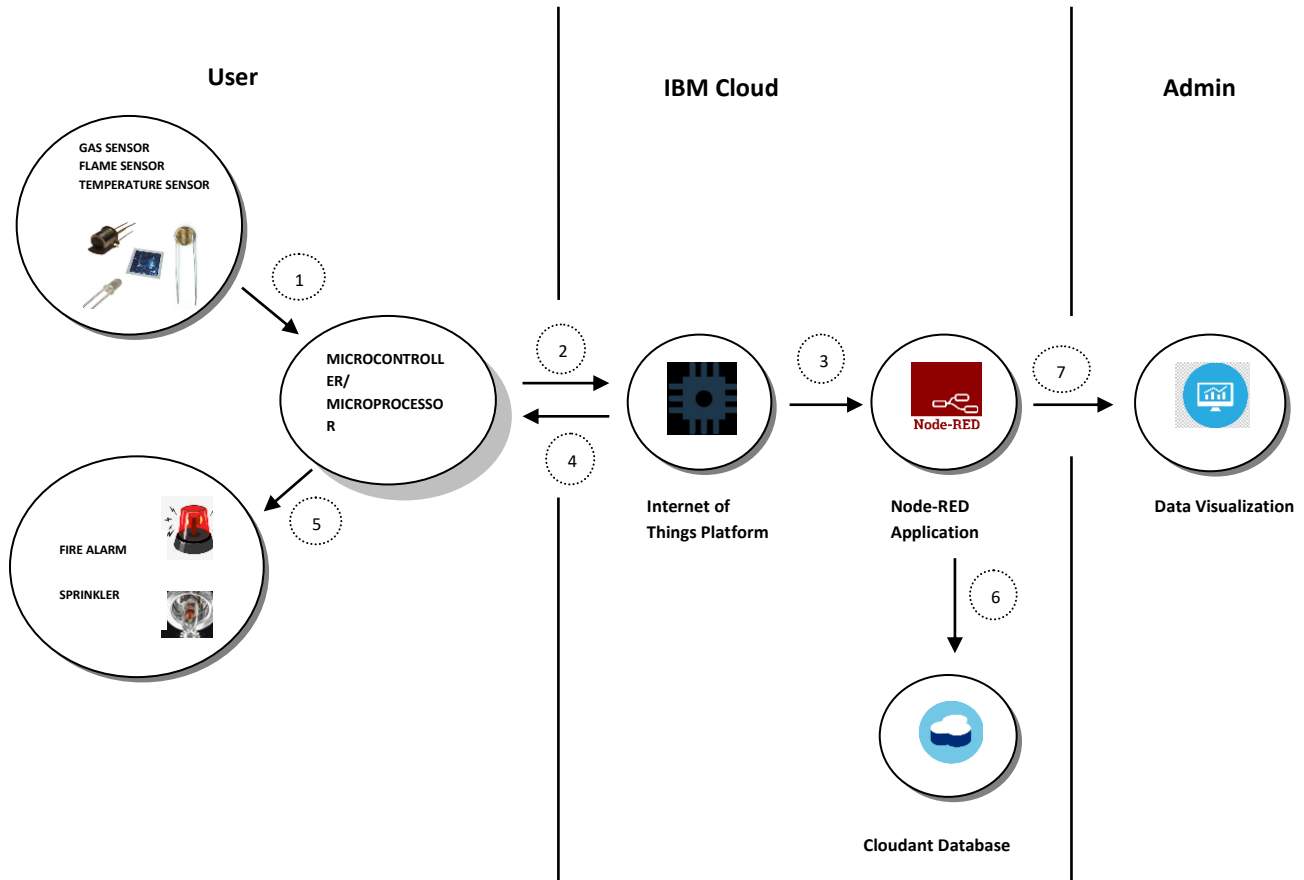 User
IBM Cloud
Admin
GAS SENSOR
FLAME SENSOR
TEMPERATURE SENSOR
1
MICROCONTROLL
ER/
MICROPROCESSO
R
2
3
7
4
Node-RED
5
FIRE ALARM
SPRINKLER
Internet of
Things Platform
Node-RED
Application
Data Visualization
6
Cloudant Database